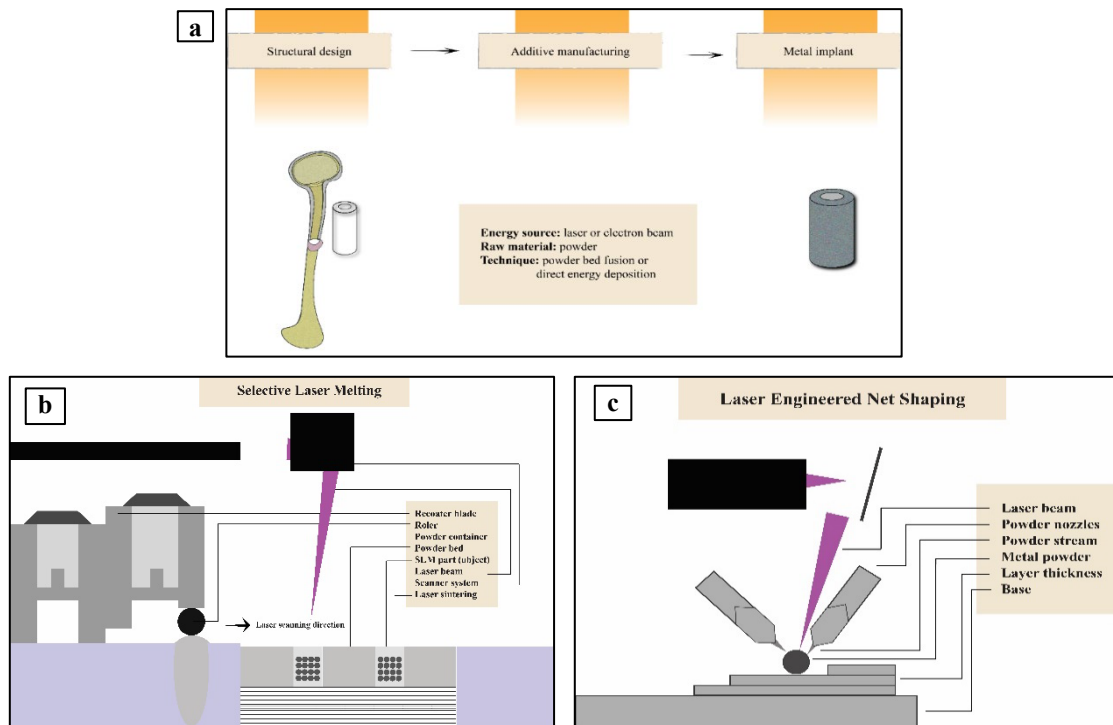 a
Structural design
Additive manufacturing
Metal implant
Energy source: laser or electron beam
Raw material: powder
Technique: powder bed fusion or
direct energy deposition
b
Selective Laser Melting
Recoater blade
Roler
Powder container
Powder bed
SLM part (object)
Laser beam
Scanner system
Laser sintering
Laser wanning direction
c
Laser Engineered Net Shaping
Laser beam
Powder nozzles
Powder stream
Metal powder
Layer thickness
Base